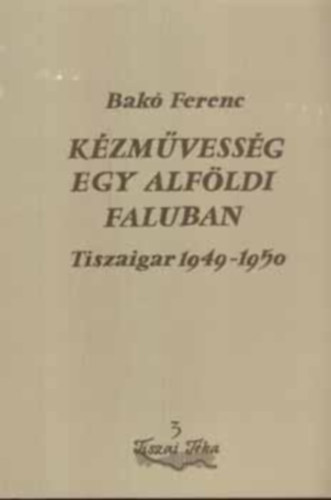 Bakó Ferenc
KÉZMŰVESSÉG
EGY ALFÖLDI
FALUBAN
Tiszaigar 1949-1950
3
Tiszai Téka